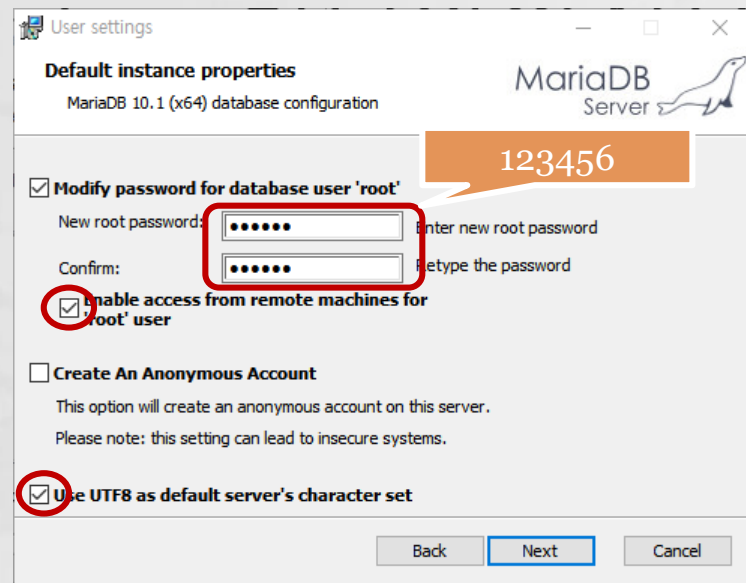 User settings
Default instance properties
MariaDB 10.1 (x64) database configuration
MariaDB
Server
123456
Modify password for database user 'root'
New root password: ●●●●●● Enter new root password
Confirm: ●●●●●● Retype the password
Enable access from remote machines for
'root' user
Create An Anonymous Account
This option will create an anonymous account on this server.
Please note: this setting can lead to insecure systems.
Use UTF8 as default server's character set
Back Next Cancel